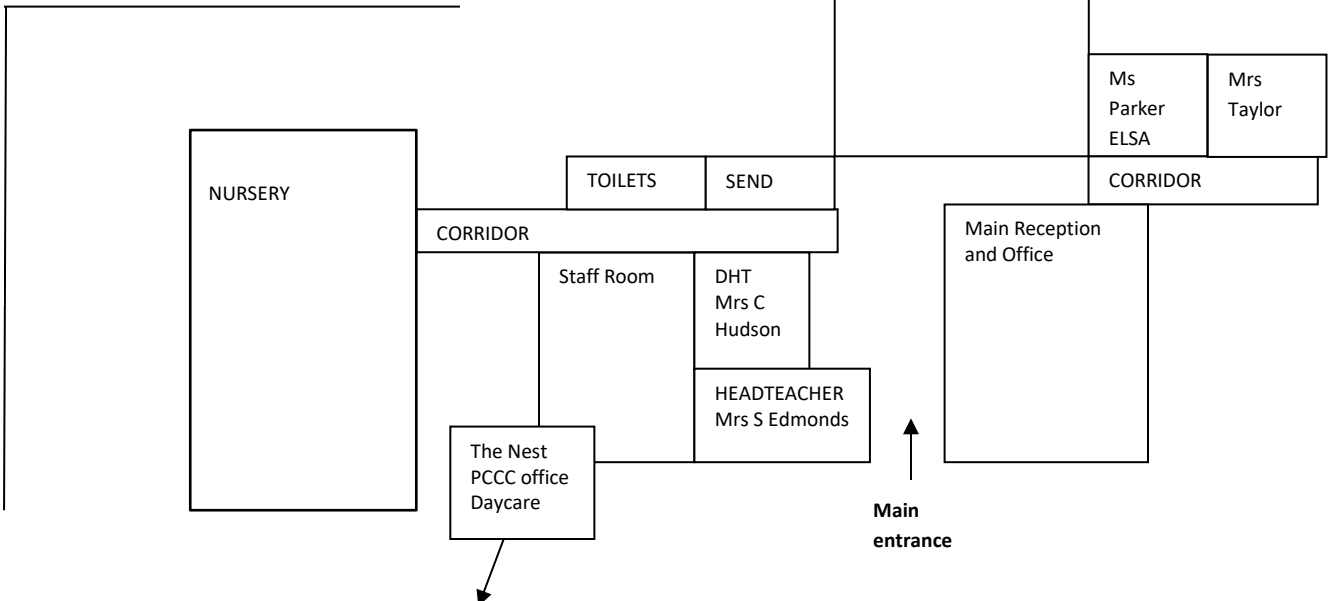 Ms
Parker
ELSA
Mrs
Taylor
NURSERY
TOILETS
SEND
CORRIDOR
CORRIDOR
Main Reception
and Office
Staff Room
DHT
Mrs C
Hudson
HEADTEACHER
Mrs S Edmonds
The Nest
PCCC office
Daycare
Main
entrance